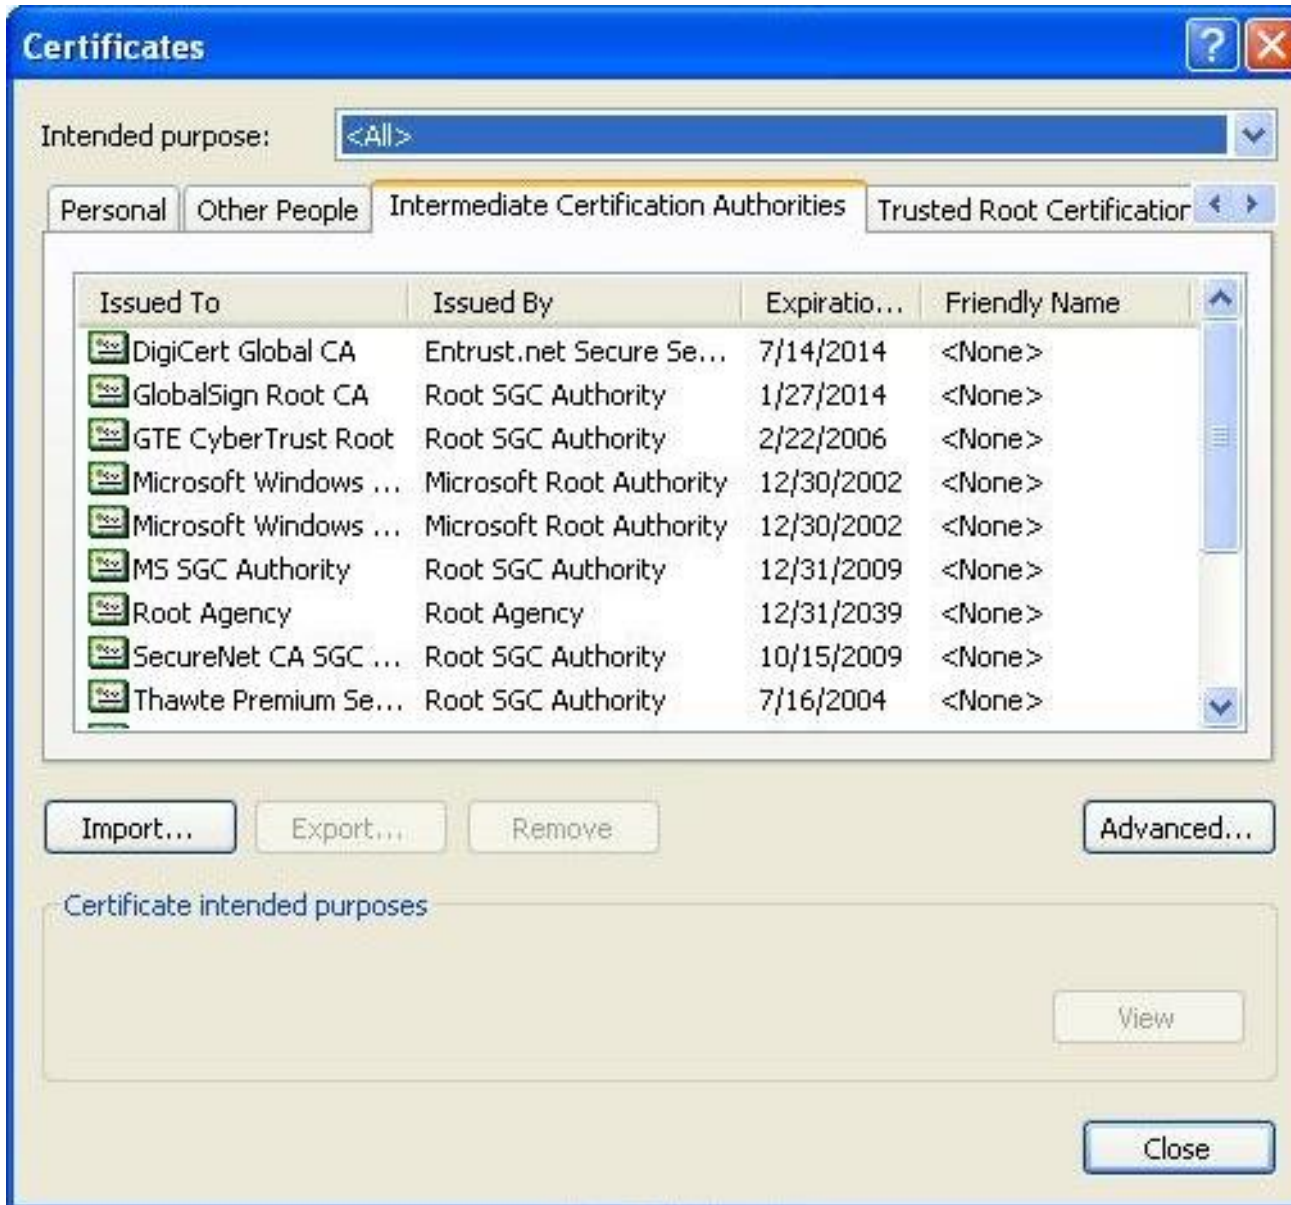 Certificates
Intended purpose: <All>
Personal Other People Intermediate Certification Authorities Trusted Root Certification
Issued To Issued By Expiratio... Friendly Name
DigiCert Global CA Entrust.net Secure Se... 7/14/2014 <None>
GlobalSign Root CA Root SGC Authority 1/27/2014 <None>
GTE CyberTrust Root Root SGC Authority 2/22/2006 <None>
Microsoft Windows ... Microsoft Root Authority 12/30/2002 <None>
Microsoft Windows ... Microsoft Root Authority 12/30/2002 <None>
MS SGC Authority Root SGC Authority 12/31/2009 <None>
Root Agency Root Agency 12/31/2039 <None>
SecureNet CA SGC ... Root SGC Authority 10/15/2009 <None>
Thawte Premium Se... Root SGC Authority 7/16/2004 <None>
Import... Export... Remove Advanced...
Certificate intended purposes
View
Close